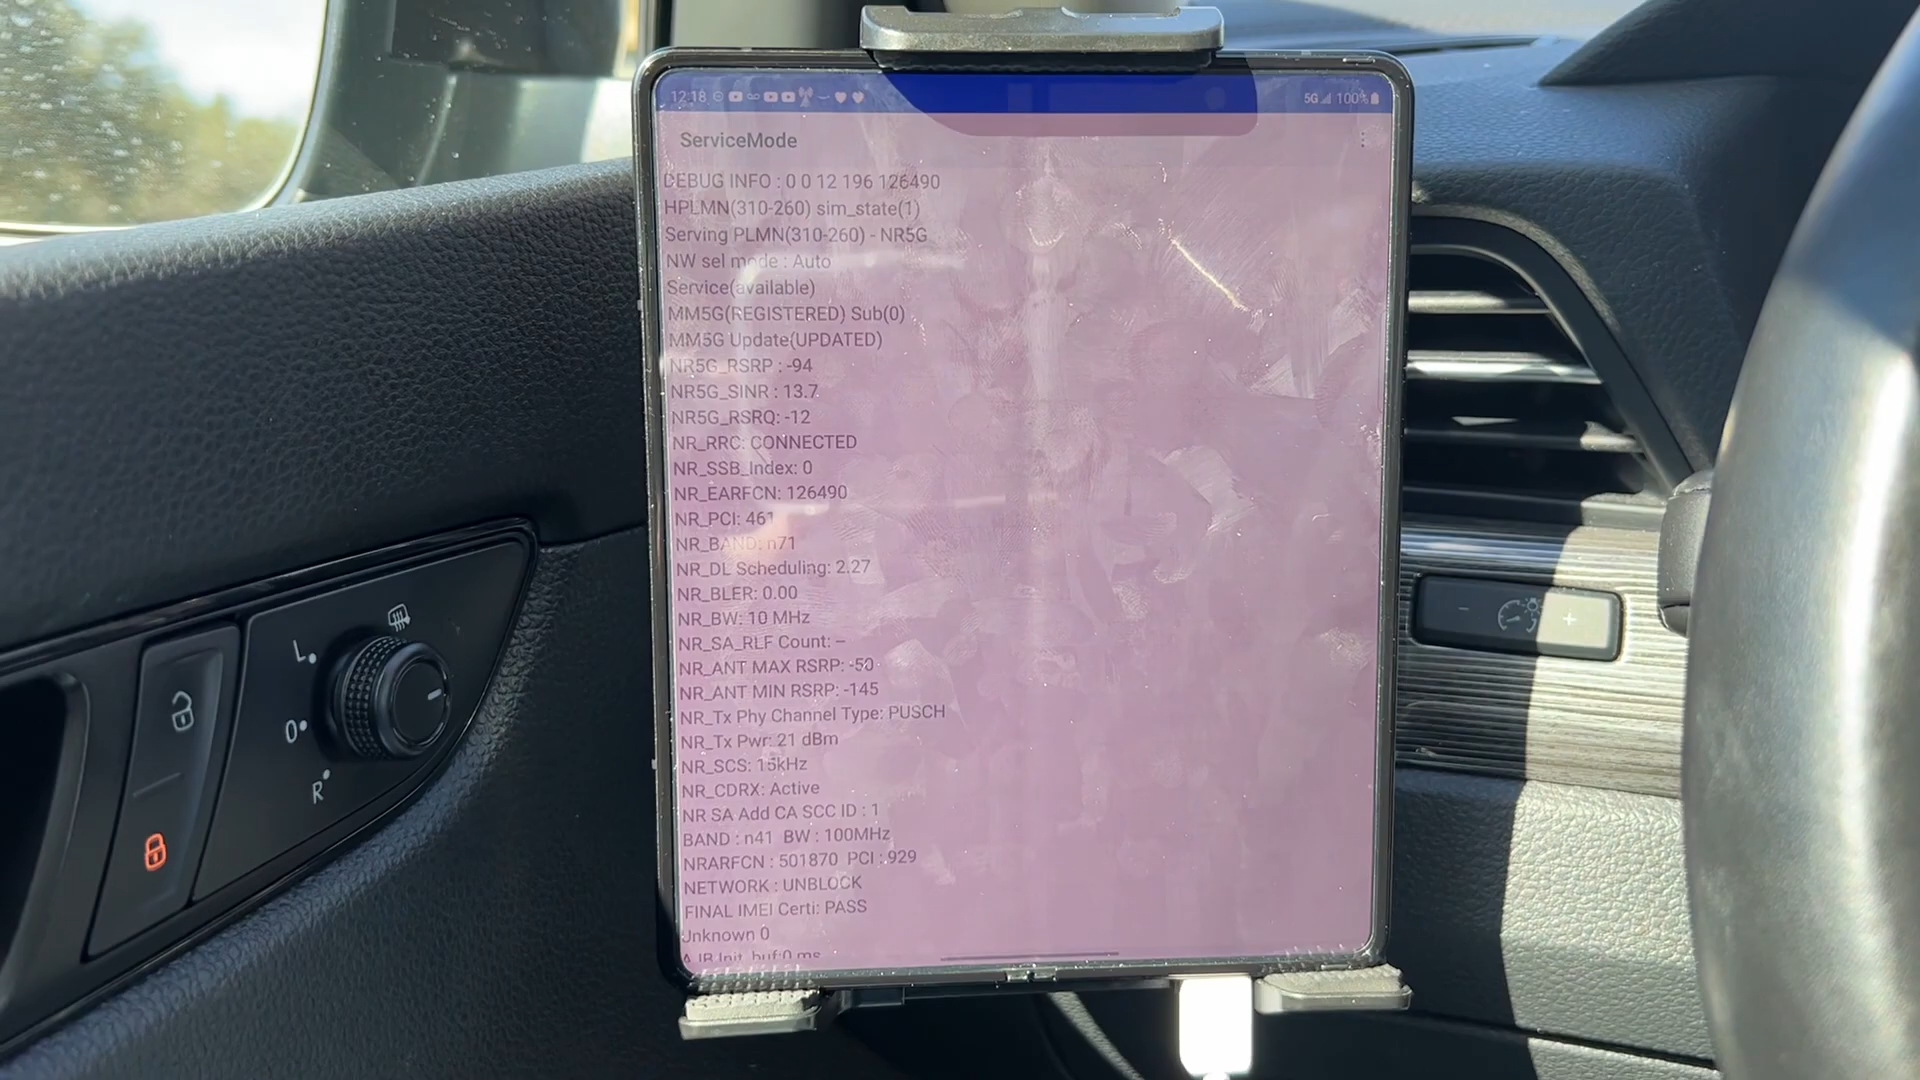 12:18
5G 100%
ServiceMode
DEBUG INFO : 0 0 12 196 126490
HPLMN(310-260) sim_state(1)
Serving PLMN(310-260) - NR5G
NW sel mode : Auto
Service(available)
MM5G(REGISTERED) Sub(0)
MM5G Update(UPDATED)
NR5G_RSRP : -94
NR5G_SINR : 13.7
NR5G_RSRQ: -12
NR_RRC: CONNECTED
NR_SSB_Index: 0
NR_EARFCN: 126490
NR_PCI: 461
NR_BAND: n71
NR_DL Scheduling: 2.27
NR_BLER: 0.00
NR_BW: 10 MHz
NR_SA_RLF Count: --
NR_ANT MAX RSRP: -50
NR_ANT MIN RSRP: -145
NR_Tx Phy Channel Type: PUSCH
NR_Tx Pwr: 21 dBm
NR_SCS: 15kHz
NR_CDRX: Active
NR SA Add CA SCC ID : 1
BAND : n41 BW : 100MHz
NRARFCN : 501870 PCI : 929
NETWORK : UNBLOCK
FINAL IMEI Certi: PASS
Unknown 0
L
0
R
- +